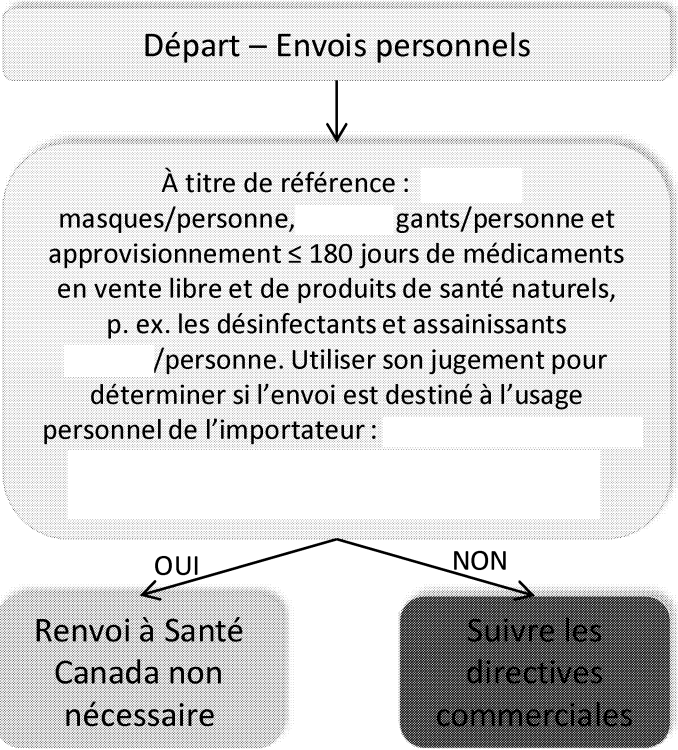 Départ – Envois personnels
À titre de référence :
masques/personne, gants/personne et
approvisionnement ≤ 180 jours de médicaments
en vente libre et de produits de santé naturels,
p. ex. les désinfectants et assainissants
/personne. Utiliser son jugement pour
déterminer si l’envoi est destiné à l’usage
personnel de l’importateur :
OUI
NON
Renvoi à Santé
Canada non
nécessaire
Suivre les
directives
commerciales